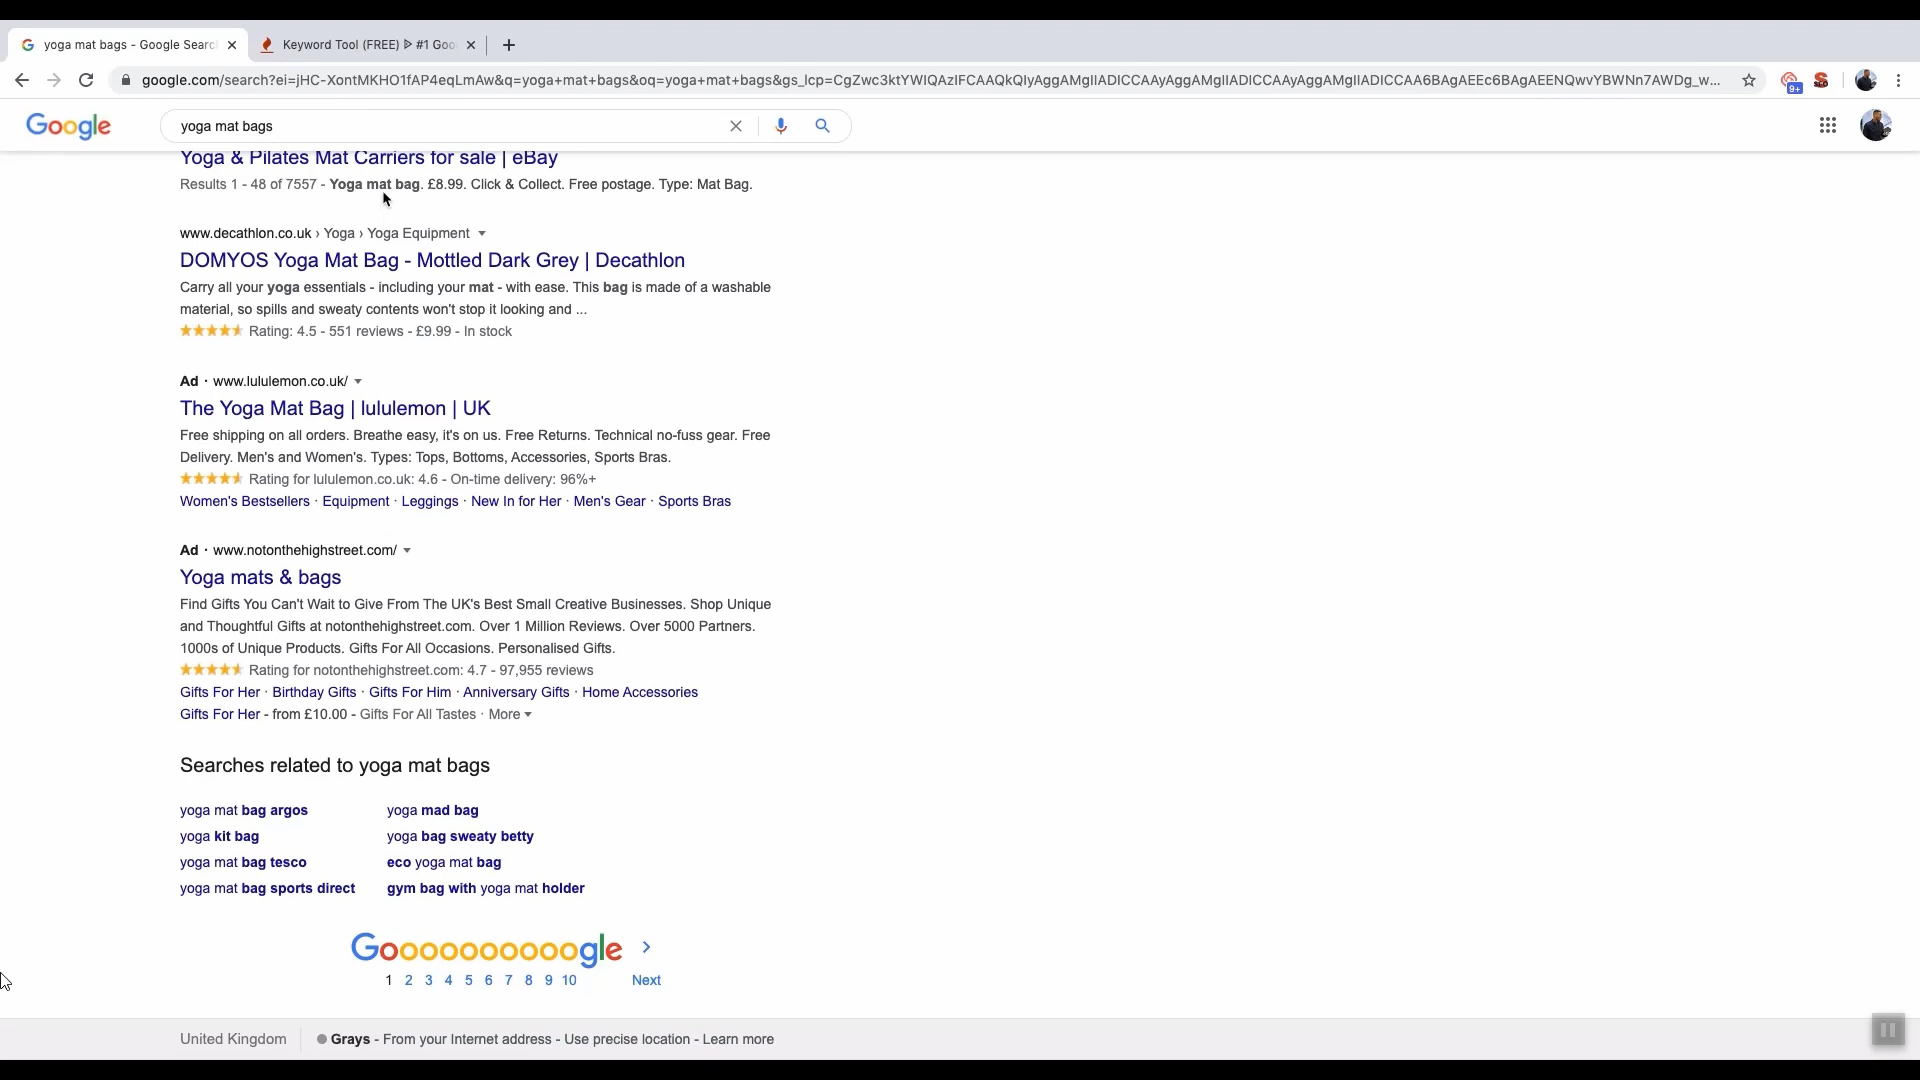 yoga mat bags - Google Searc
Keyword Tool (FREE) ᐈ #1 Goo
google.com/search?ei=jHC-XontMKHO1fAP4eqLmAw&q=yoga+mat+bags&oq=yoga+mat+bags&gs_lcp=CgZwc3ktYWIQAzIFCAAQkQIyAggAMgIIADICCAAyAggAMgIIADICCAAyAggAMgIIADICCAA6BAgAEEc6BAgAEENQwvYBWNn7AWDg_w...
9+
Google
yoga mat bags
Yoga & Pilates Mat Carriers for sale | eBay
Results 1 - 48 of 7557 - Yoga mat bag. £8.99. Click & Collect. Free postage. Type: Mat Bag.
www.decathlon.co.uk › Yoga › Yoga Equipment
DOMYOS Yoga Mat Bag - Mottled Dark Grey | Decathlon
Carry all your yoga essentials - including your mat - with ease. This bag is made of a washable
material, so spills and sweaty contents won't stop it looking and ...
Rating: 4.5 - 551 reviews - £9.99 - In stock
Ad · www.lululemon.co.uk/
The Yoga Mat Bag | lululemon | UK
Free shipping on all orders. Breathe easy, it's on us. Free Returns. Technical no-fuss gear. Free
Delivery. Men's and Women's. Types: Tops, Bottoms, Accessories, Sports Bras.
Rating for lululemon.co.uk: 4.6 - On-time delivery: 96%+
Women's Bestsellers · Equipment · Leggings · New In for Her · Men's Gear · Sports Bras
Ad · www.notonthehighstreet.com/
Yoga mats & bags
Find Gifts You Can't Wait to Give From The UK's Best Small Creative Businesses. Shop Unique
and Thoughtful Gifts at notonthehighstreet.com. Over 1 Million Reviews. Over 5000 Partners.
1000s of Unique Products. Gifts For All Occasions. Personalised Gifts.
Rating for notonthehighstreet.com: 4.7 - 97,955 reviews
Gifts For Her · Birthday Gifts · Gifts For Him · Anniversary Gifts · Home Accessories
Gifts For Her - from £10.00 - Gifts For All Tastes · More
Searches related to yoga mat bags
yoga mat bag argos
yoga mad bag
yoga kit bag
yoga bag sweaty betty
yoga mat bag tesco
eco yoga mat bag
yoga mat bag sports direct
gym bag with yoga mat holder
Goooooooooogle >
1 2 3 4 5 6 7 8 9 10 Next
United Kingdom
Grays - From your Internet address - Use precise location - Learn more